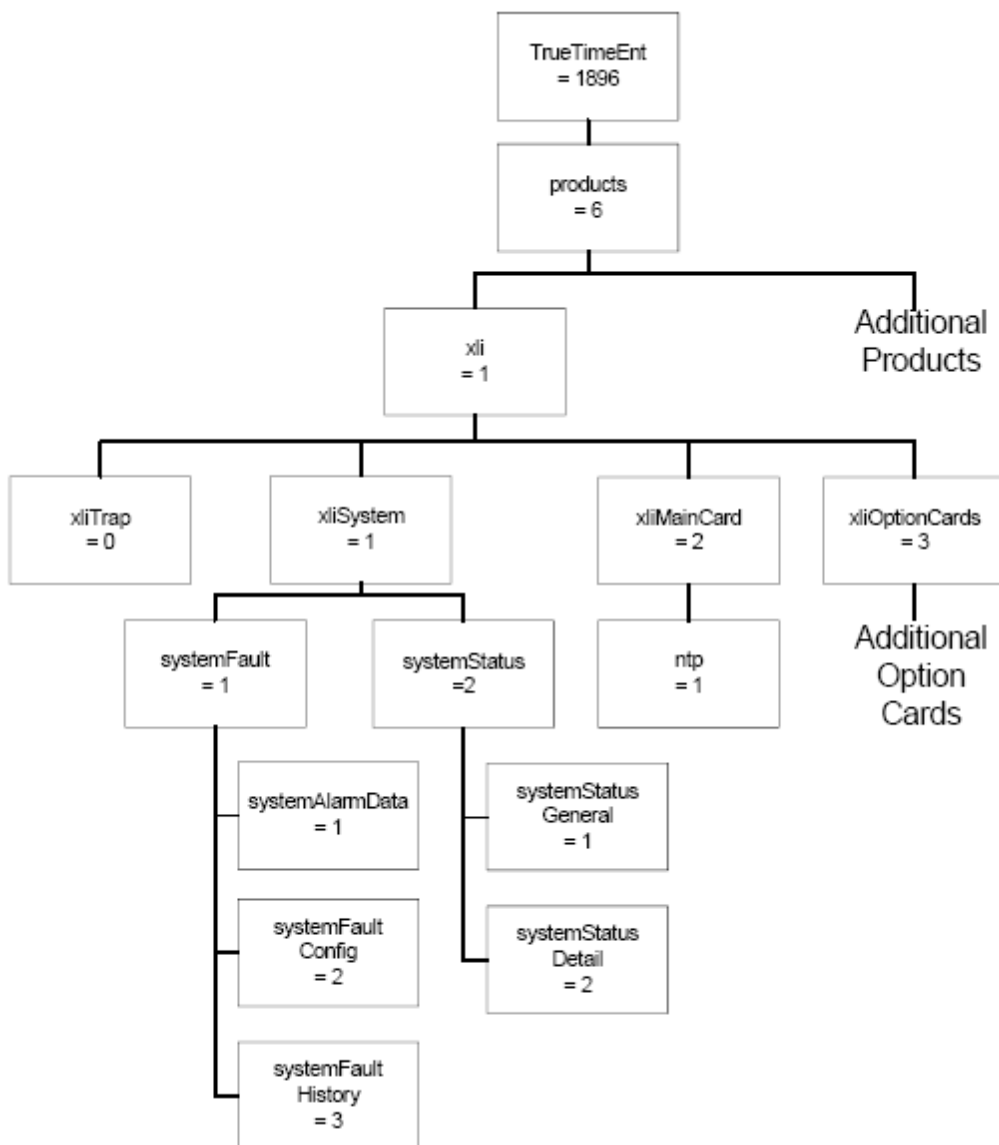 TrueTimeEnt
= 1896
products
= 6
xli
= 1
Additional
Products
xliTrap
= 0
xliSystem
= 1
xliMainCard
= 2
xliOptionCards
= 3
systemFault
= 1
systemStatus
=2
ntp
= 1
Additional
Option
Cards
systemAlarmData
= 1
systemStatus
General
= 1
systemFault
Config
= 2
systemStatus
Detail
= 2
systemFault
History
= 3